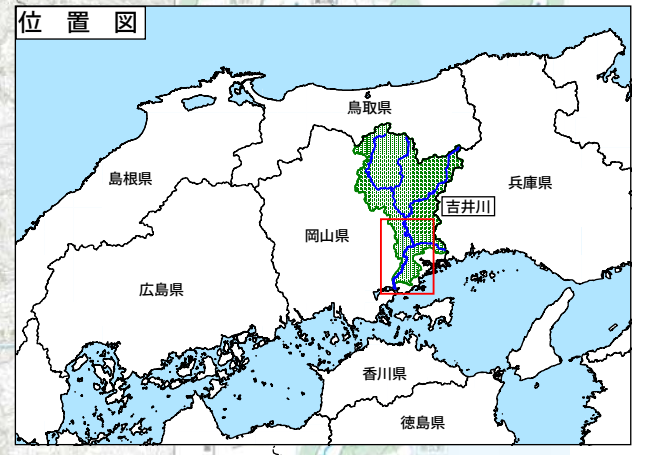 位 置 図
鳥取県
島根県
兵庫県
吉井川
岡山県
広島県
香川県
徳島県